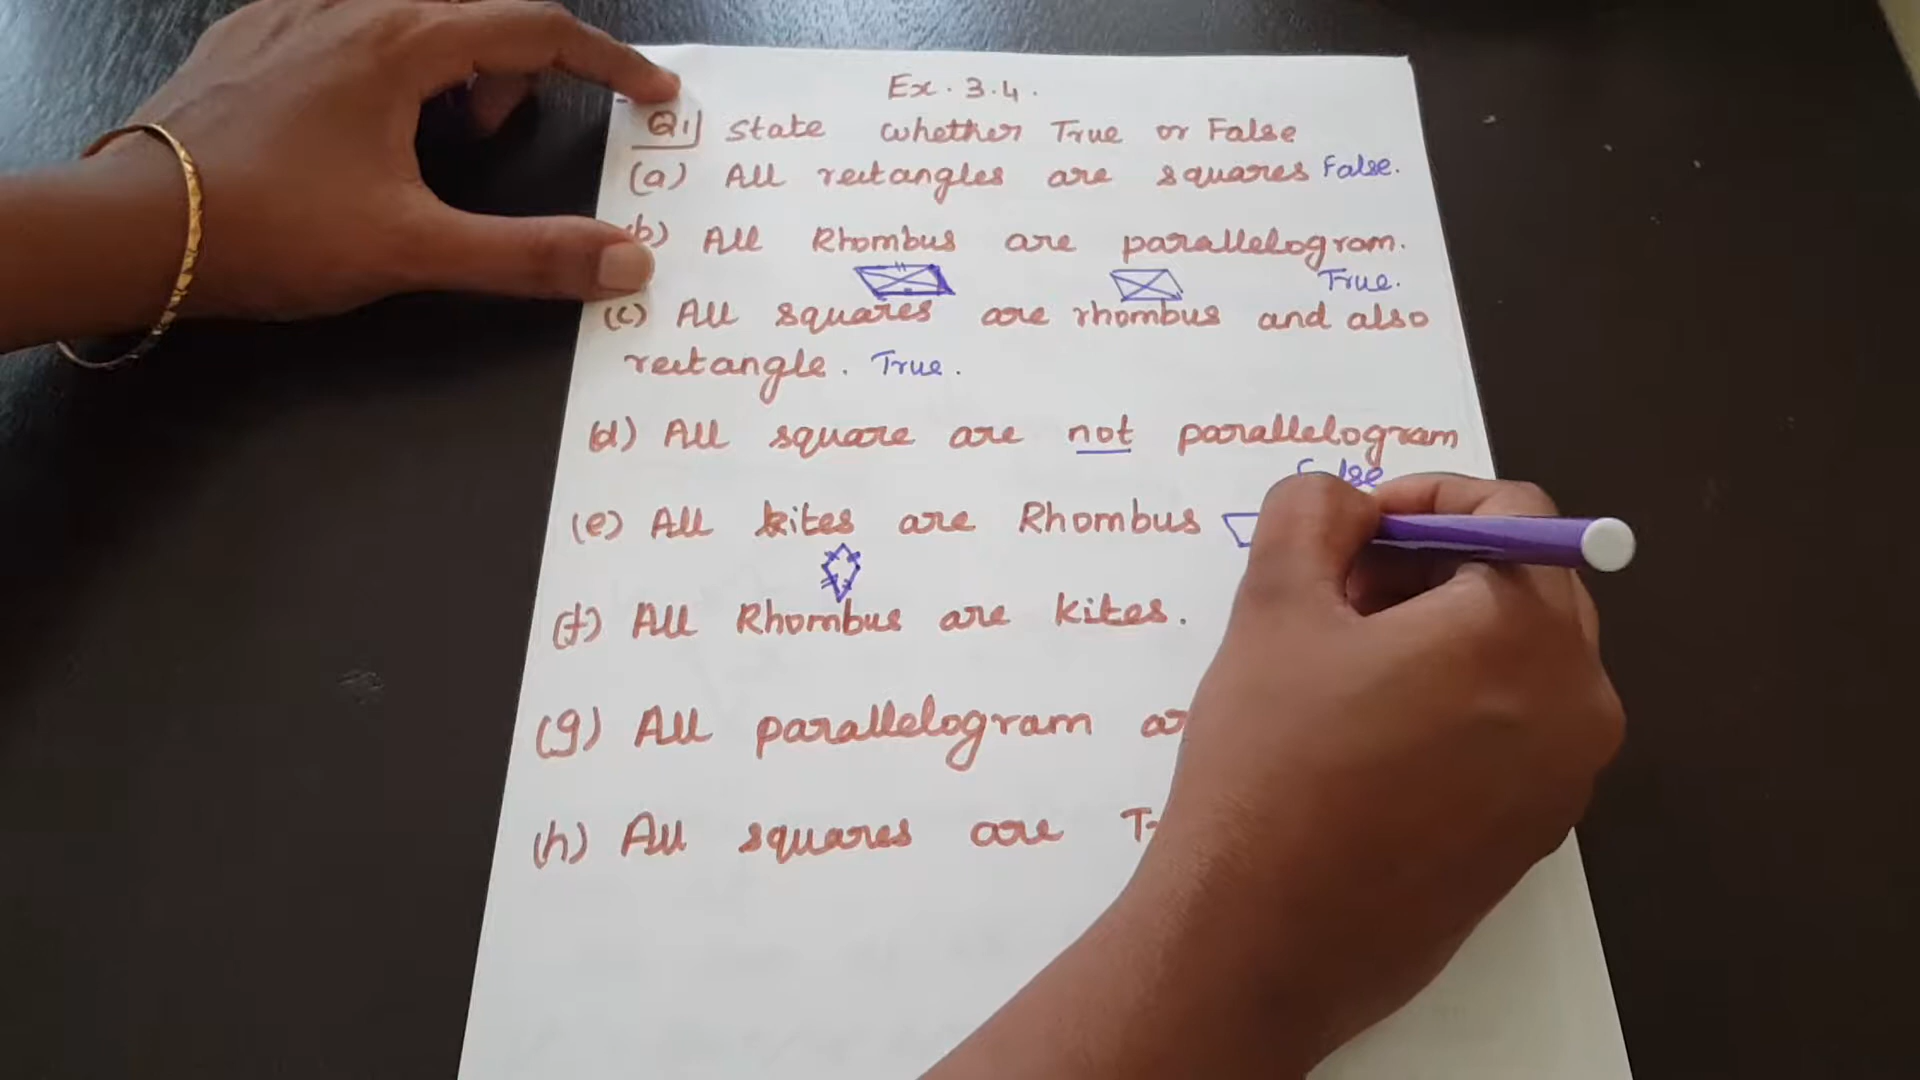 Ex. 3.4.
Q1] State whether True or False
(a) All rectangles are squares False.
(b) All Rhombus are parallelogram.
True.
(c) All squares are rhombus and also
rectangle. True.
(d) All square are not parallelogram
False
(e) All kites are Rhombus
(f) All Rhombus are kites.
(g) All parallelogram
(h) All squares are